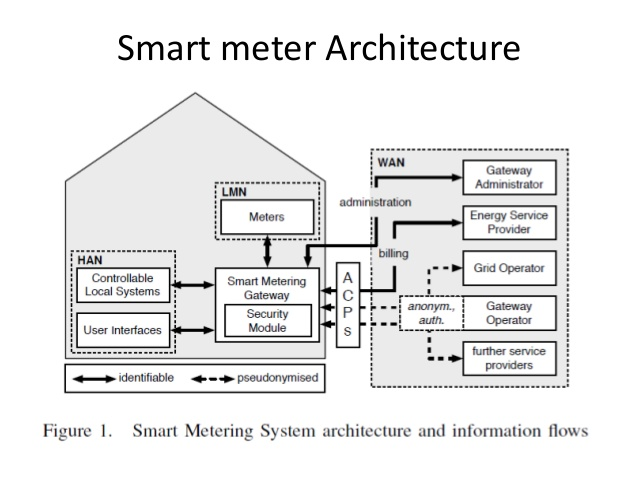 Smart meter Architecture
WAN
Gateway
Administrator
LMN
Meters
administration
Energy Service
Provider
billing
HAN
Controllable
Local Systems
User Interfaces
Smart Metering
Gateway
Security
Module
A
C
P
s
Grid Operator
anonym.,
auth.
Gateway
Operator
further service
providers
identifiable
pseudonymised
Figure 1. Smart Metering System architecture and information flows